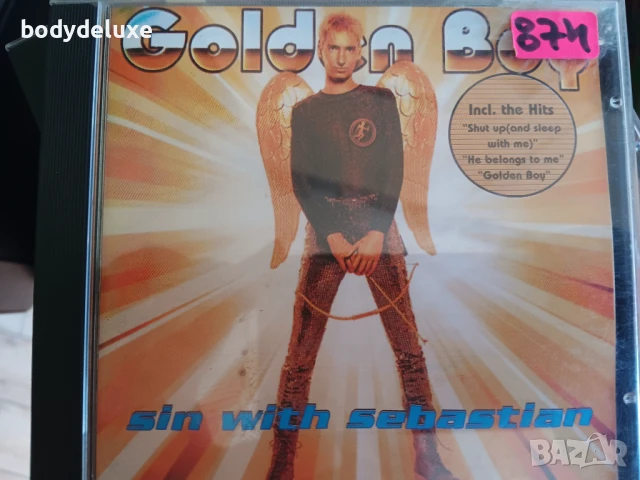 bodydeluxe
Golden Boy
874
Incl. the Hits
"Shut up(and sleep
with me)"
"He belongs to me"
"Golden Boy"
sin with sebastian
BAZAR